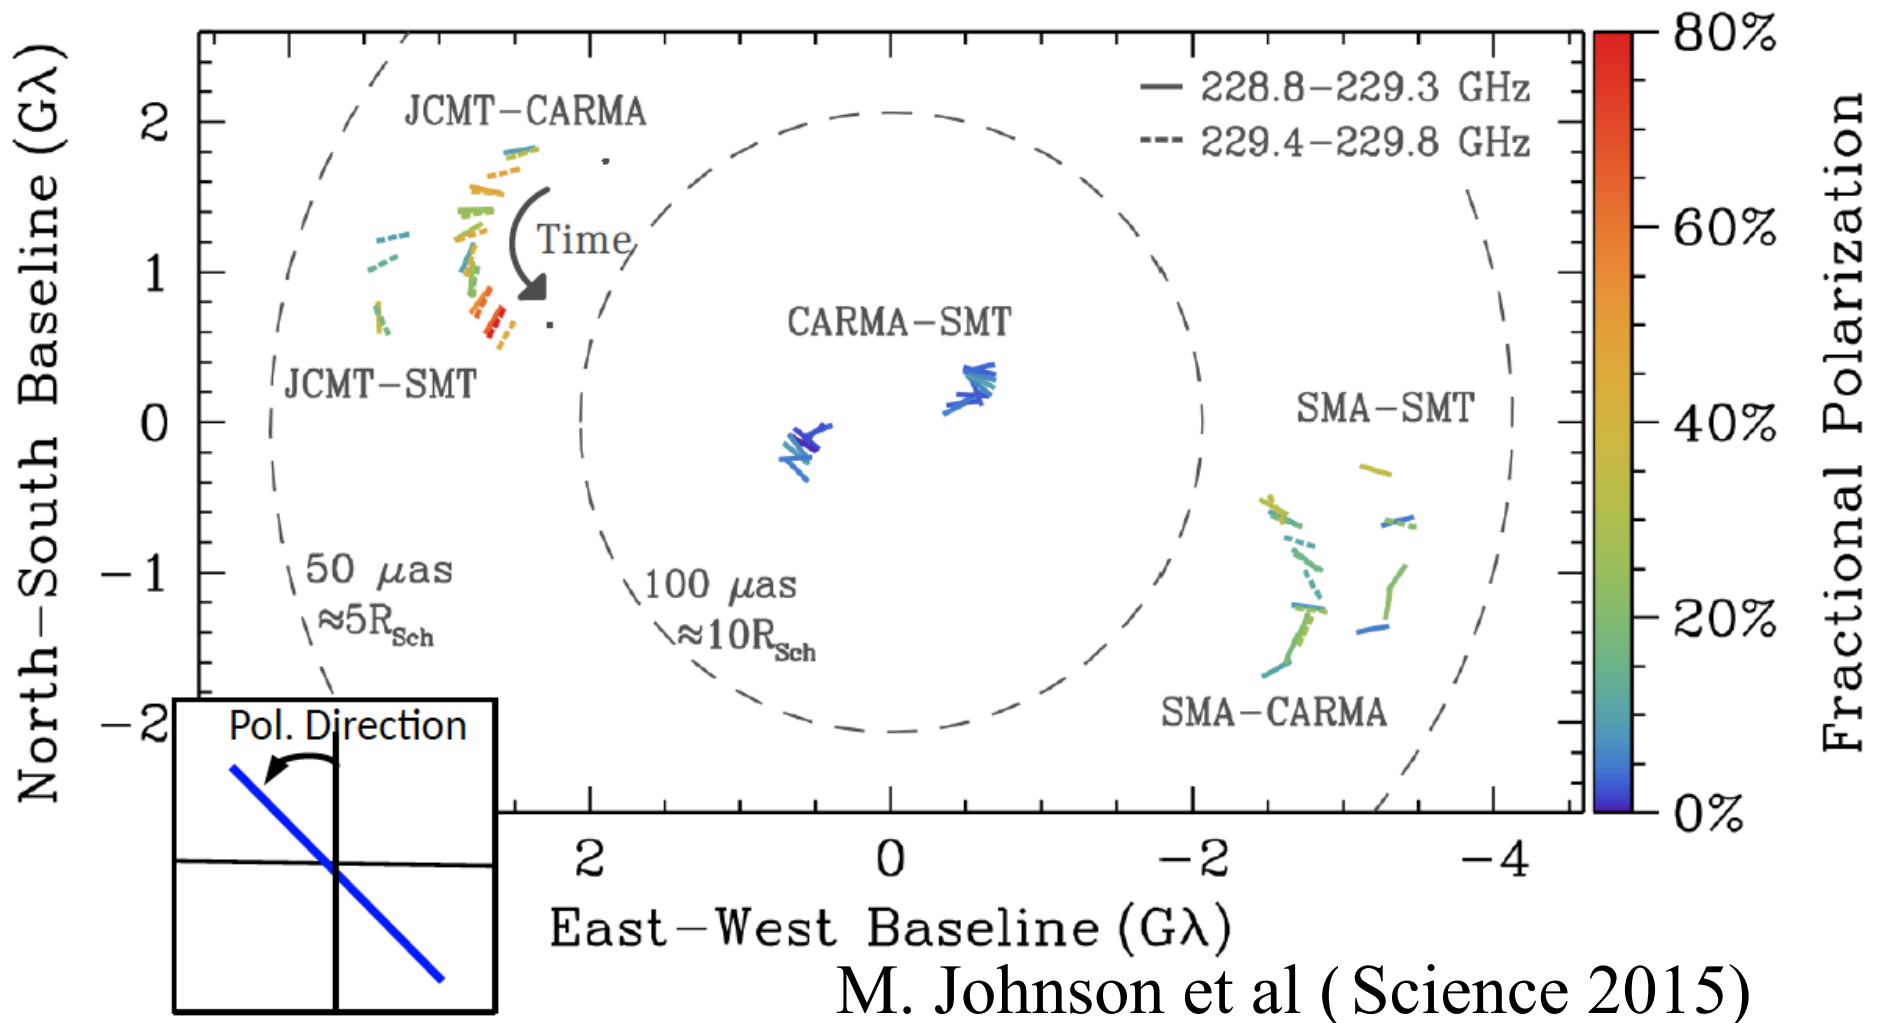 80%
JCMT−CARMA
228.8−229.3 GHz
229.4−229.8 GHz
2
60%
Time
1
CARMA−SMT
JCMT−SMT
SMA−SMT
0
40%
50 μas
≈5R_Sch
100 μas
≈10R_Sch
−1
20%
SMA−CARMA
−2
0%
North−South Baseline (Gλ)
Fractional Polarization
Pol. Direction
2
0
−2
−4
East−West Baseline (Gλ)
M. Johnson et al ( Science 2015)